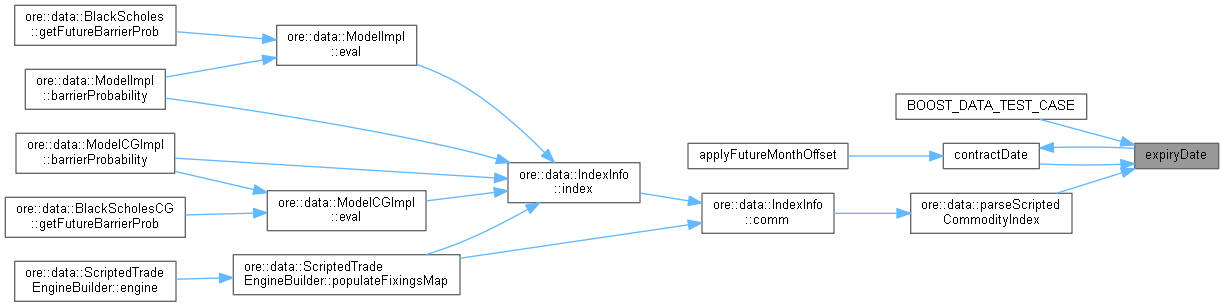 ore::data::BlackScholes
::getFutureBarrierProb
ore::data::ModelImpl
::barrierProbability
ore::data::ModelCGImpl
::barrierProbability
ore::data::BlackScholesCG
::getFutureBarrierProb
ore::data::ScriptedTrade
EngineBuilder::engine
ore::data::ModelImpl
::eval
ore::data::ModelCGImpl
::eval
ore::data::ScriptedTrade
EngineBuilder::populateFixingsMap
ore::data::IndexInfo
::index
applyFutureMonthOffset
ore::data::IndexInfo
::comm
BOOST_DATA_TEST_CASE
contractDate
ore::data::parseScripted
CommodityIndex
expiryDate